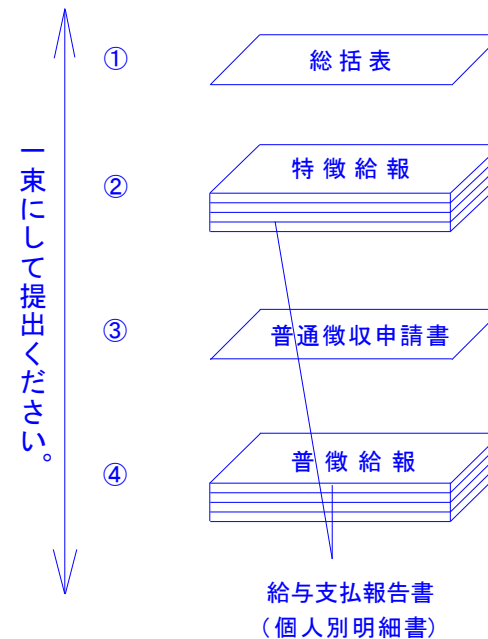 一束にして提出ください。
①
総括表
②
特徴給報
③
普通徴収申請書
④
普徴給報
給与支払報告書
（個人別明細書）